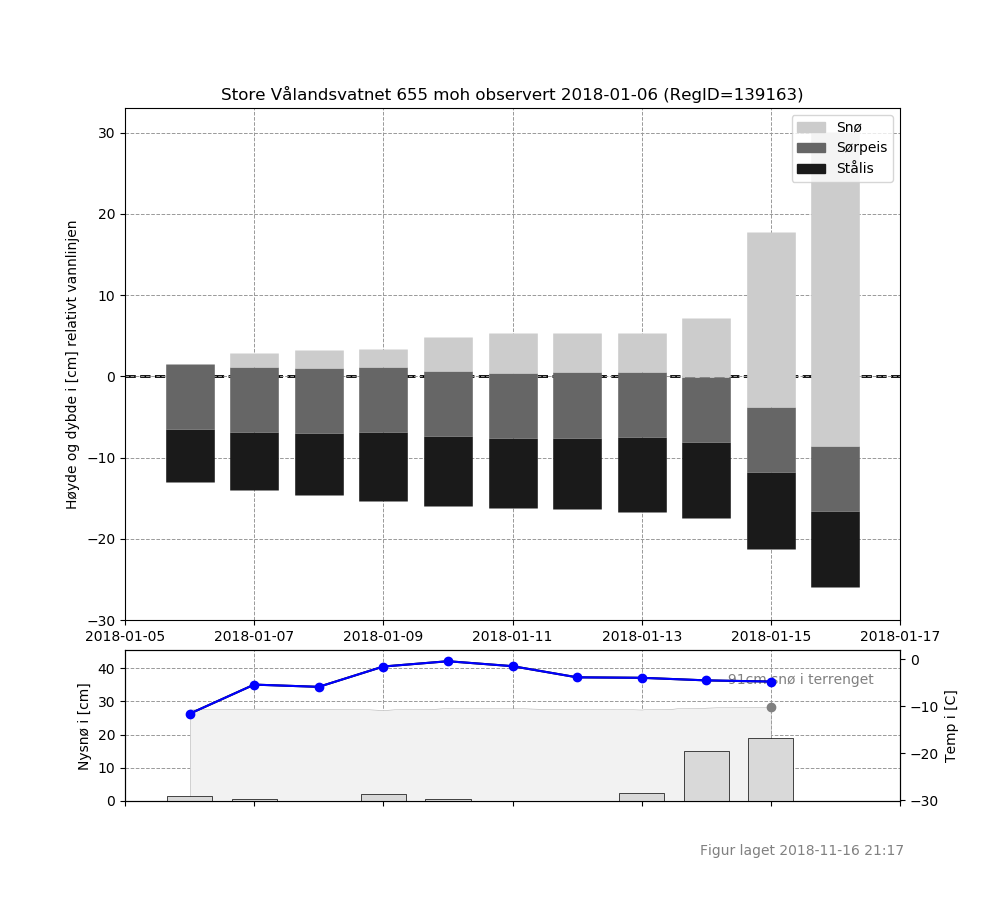 Store Vålandsvatnet 655 moh observert 2018-01-06 (RegID=139163)
Høyde og dybde i [cm] relativt vannlinjen
30
20
10
0
−10
−20
−30
Snø
Sørpeis
Stålis
2018-01-05 2018-01-07 2018-01-09 2018-01-11 2018-01-13 2018-01-15 2018-01-17
Nysnø i [cm]
40
30
20
10
0
91cm snø i terrenget
0
−10
−20
−30
Temp i [C]
Figur laget 2018-11-16 21:17